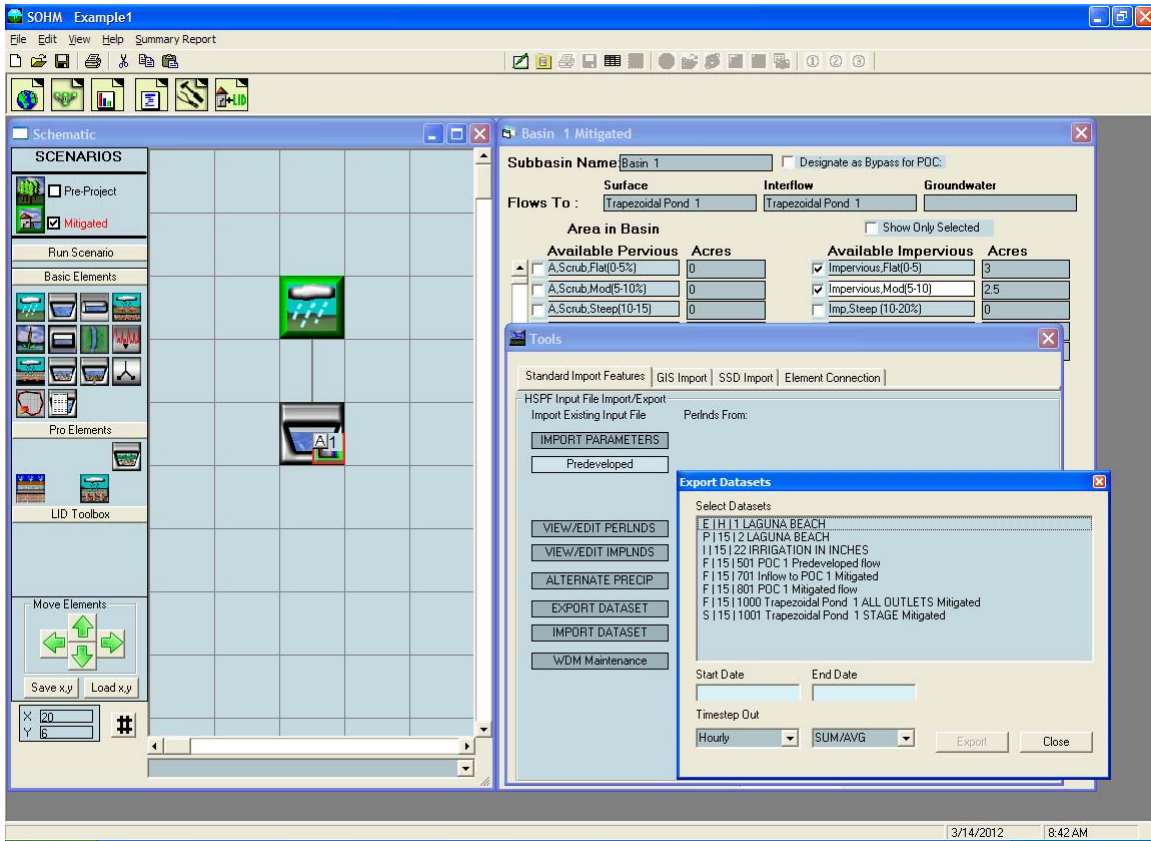 SOHM Example1
File Edit View Help Summary Report
+LID
Schematic
SCENARIOS
Pre-Project
Mitigated
Run Scenario
Basic Elements
Pro Elements
LID Toolbox
Move Elements
Save x,y Load x,y
X 20
Y 6
#
A 1
Basin 1 Mitigated
Subbasin Name: Basin 1 Designate as Bypass for POC:
Surface Interflow Groundwater
Flows To : Trapezoidal Pond 1 Trapezoidal Pond 1
Area in Basin Show Only Selected
Available Pervious Acres Available Impervious Acres
A,Scrub,Flat(0-5%) 0 Impervious,Flat(0-5) 3
A,Scrub,Mod(5-10%) 0 Impervious,Mod(5-10) 2.5
A,Scrub,Steep(10-15) 0 Imp,Steep (10-20%) 0
Tools
Standard Import Features GIS Import SSD Import Element Connection
HSPF Input File Import/Export
Import Existing Input File Perlnds From:
IMPORT PARAMETERS
Predeveloped
VIEW/EDIT PERLNDS
VIEW/EDIT IMPLNDS
ALTERNATE PRECIP
EXPORT DATASET
IMPORT DATASET
WDM Maintenance
Export Datasets
Select Datasets
E | H | 1 LAGUNA BEACH
P | 15 | 2 LAGUNA BEACH
I | 15 | 22 IRRIGATION IN INCHES
F | 15 | 501 POC 1 Predeveloped flow
F | 15 | 701 Inflow to POC 1 Mitigated
F | 15 | 801 POC 1 Mitigated flow
F | 15 | 1000 Trapezoidal Pond 1 ALL OUTLETS Mitigated
S | 15 | 1001 Trapezoidal Pond 1 STAGE Mitigated
Start Date End Date
Timestep Out
Hourly SUM/AVG Export Close
3/14/2012 8:42 AM